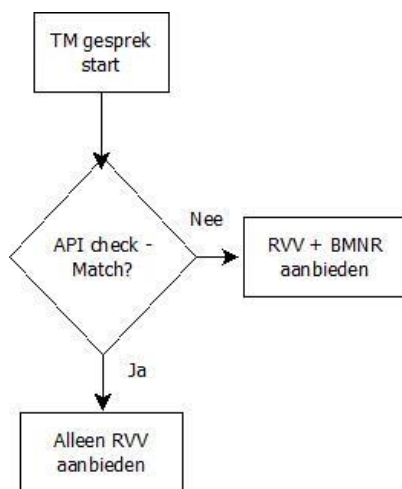 TM gesprek
start
API check -
Match?
Nee
RVV + BMNR
aanbieden
Ja
Alleen RVV
aanbieden